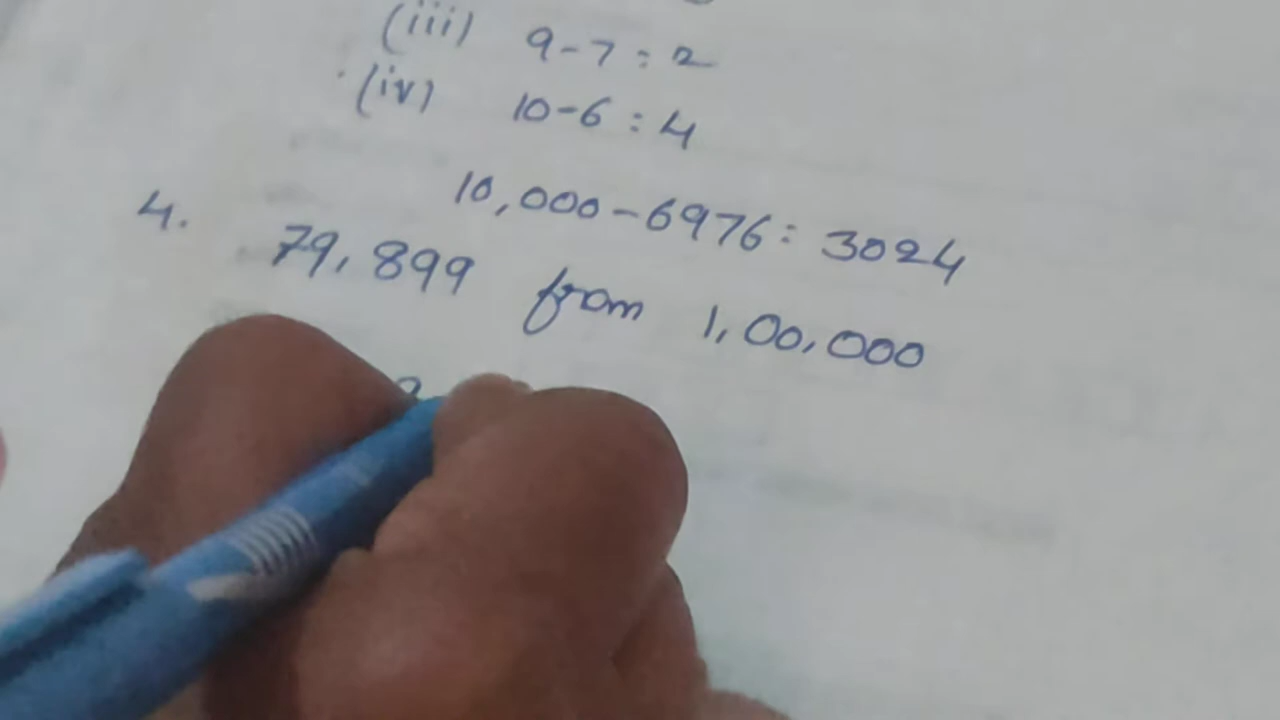 (iii) 9-7:2
(iv) 10-6:4
10,000-6976:3024
4. 79,899 from 1,00,000